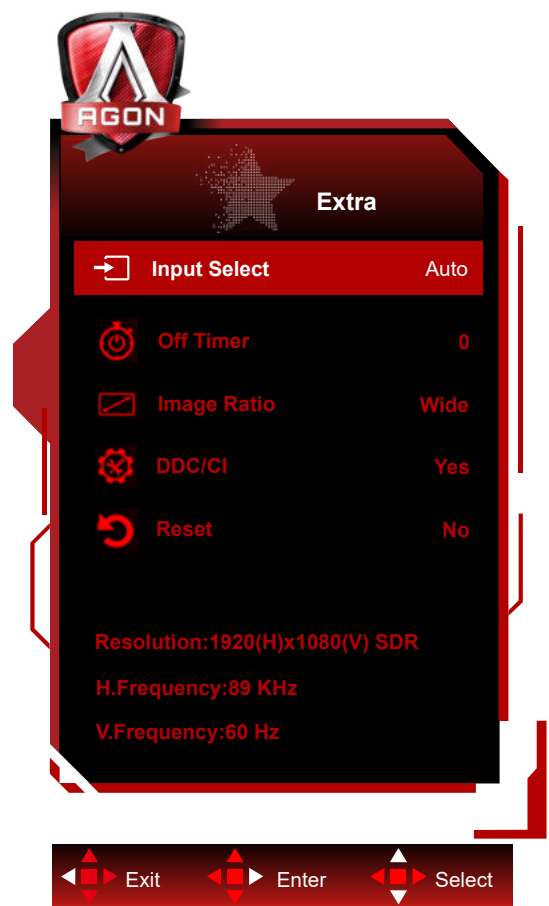 AGON
Extra
Input Select Auto
Off Timer 0
Image Ratio Wide
DDC/CI Yes
Reset No
Resolution:1920(H)x1080(V) SDR
H.Frequency:89 KHz
V.Frequency:60 Hz
Exit Enter Select